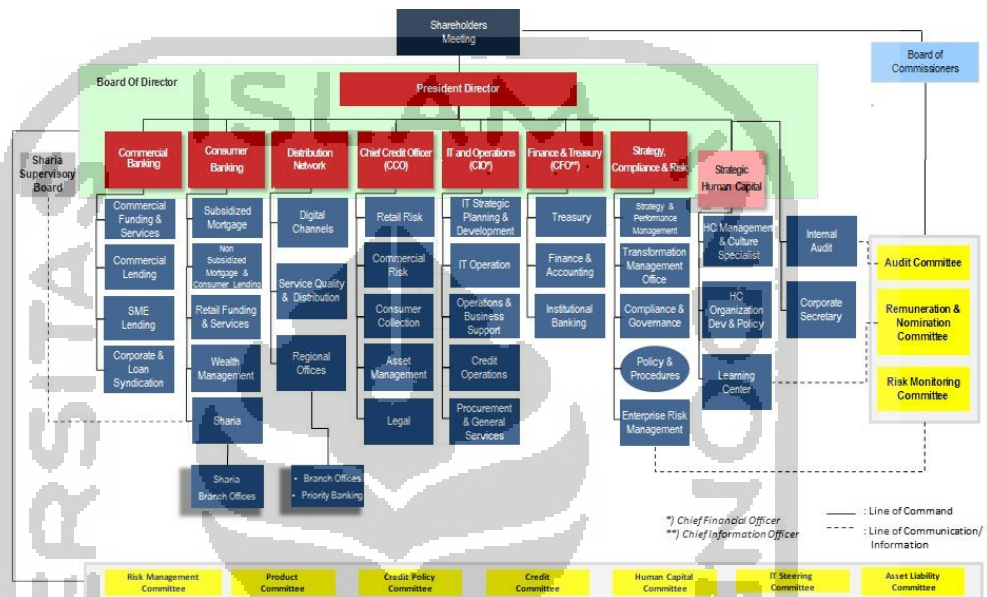 Shareholders
Meeting
Board of
Commissioners
Board Of Director
President Director
Sharia
Supervisory
Board
Commercial
Banking
Consumer
Banking
Distribution
Network
Chief Credit Officer
(CCO)
IT and Operations
(CIO*)
Finance & Treasury
(CFO**)
Strategy,
Compliance & Risk
Strategic
Human Capital
Commercial
Funding &
Services
Commercial
Lending
SME
Lending
Corporate &
Loan
Syndication
Subsidized
Mortgage
Non
Subsidized
Mortgage &
Consumer Lending
Retail Funding
& Services
Wealth
Management
Sharia
Sharia
Branch Offices
Digital
Channels
Service Quality
& Distribution
Regional
Offices
• Branch Offices
• Priority Banking
Retail Risk
Commercial
Risk
Consumer
Collection
Asset
Management
Legal
IT Strategic
Planning &
Development
IT Operation
Operations &
Business
Support
Credit
Operations
Procurement
& General
Services
Treasury
Finance &
Accounting
Institutional
Banking
Strategy &
Performance
Management
Transformation
Management
Office
Compliance &
Governance
Policy &
Procedures
Enterprise Risk
Management
HC Management
& Culture
Specialist
HC
Organization
Dev & Policy
Learning
Center
Internal
Audit
Corporate
Secretary
Audit Committee
Remuneration &
Nomination
Committee
Risk Monitoring
Committee
*) Chief Financial Officer
**) Chief Information Officer
: Line of Command
: Line of Communication/
Information
Risk Management
Committee
Product
Committee
Credit Policy
Committee
Credit
Committee
Human Capital
Committee
IT Steering
Committee
Asset Liability
Committee
ISLAM